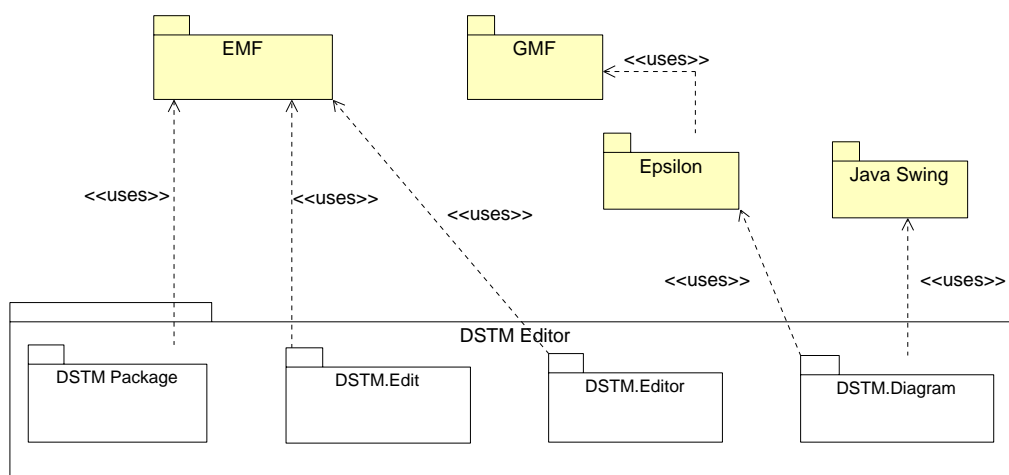 EMF
GMF
<<uses>>
Epsilon
Java Swing
<<uses>>
<<uses>>
<<uses>>
<<uses>>
<<uses>>
DSTM Editor
DSTM Package
DSTM.Edit
DSTM.Editor
DSTM.Diagram